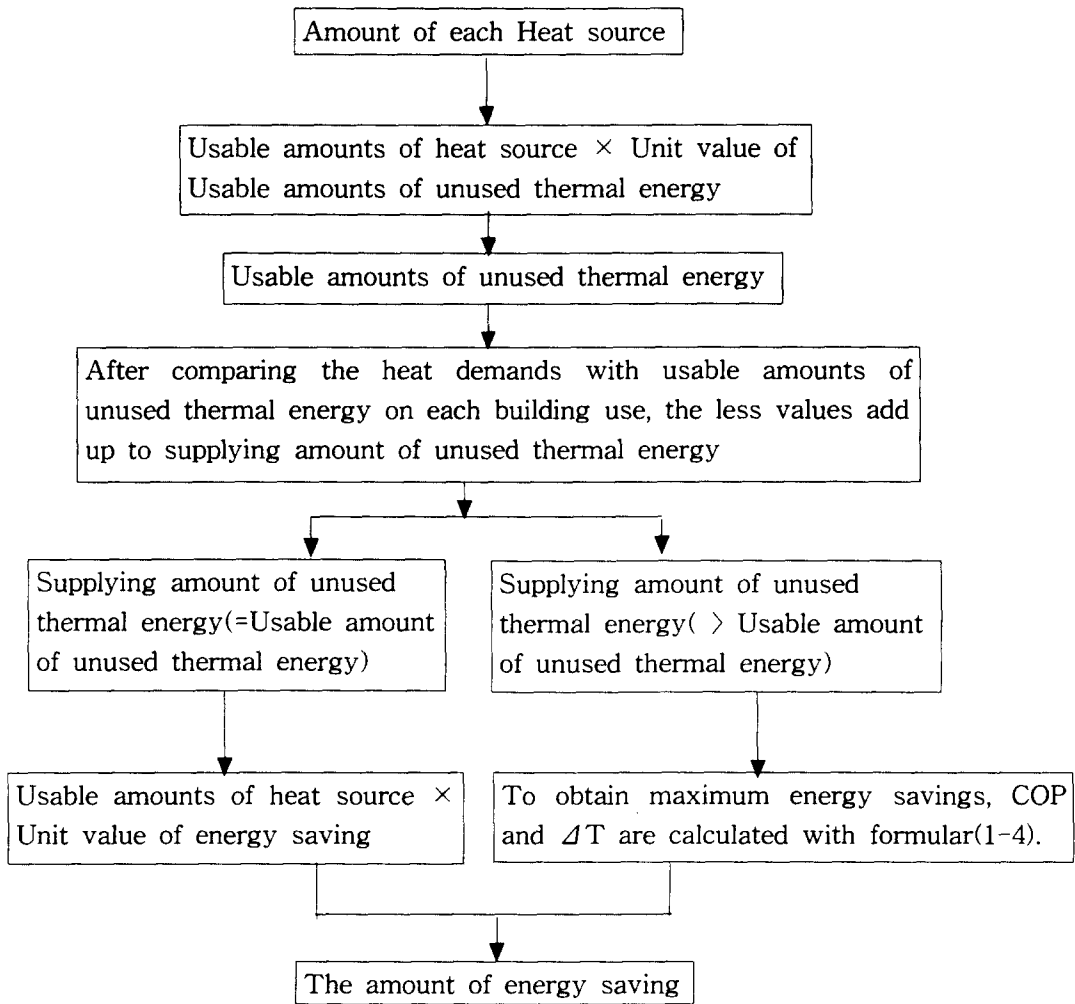 Amount of each Heat source
Usable amounts of heat source × Unit value of
Usable amounts of unused thermal energy
Usable amounts of unused thermal energy
After comparing the heat demands with usable amounts of
unused thermal energy on each building use, the less values add
up to supplying amount of unused thermal energy
Supplying amount of unused
thermal energy(=Usable amount
of unused thermal energy)
Supplying amount of unused
thermal energy( > Usable amount
of unused thermal energy)
Usable amounts of heat source ×
Unit value of energy saving
To obtain maximum energy savings, COP
and ΔT are calculated with formular(1-4).
The amount of energy saving